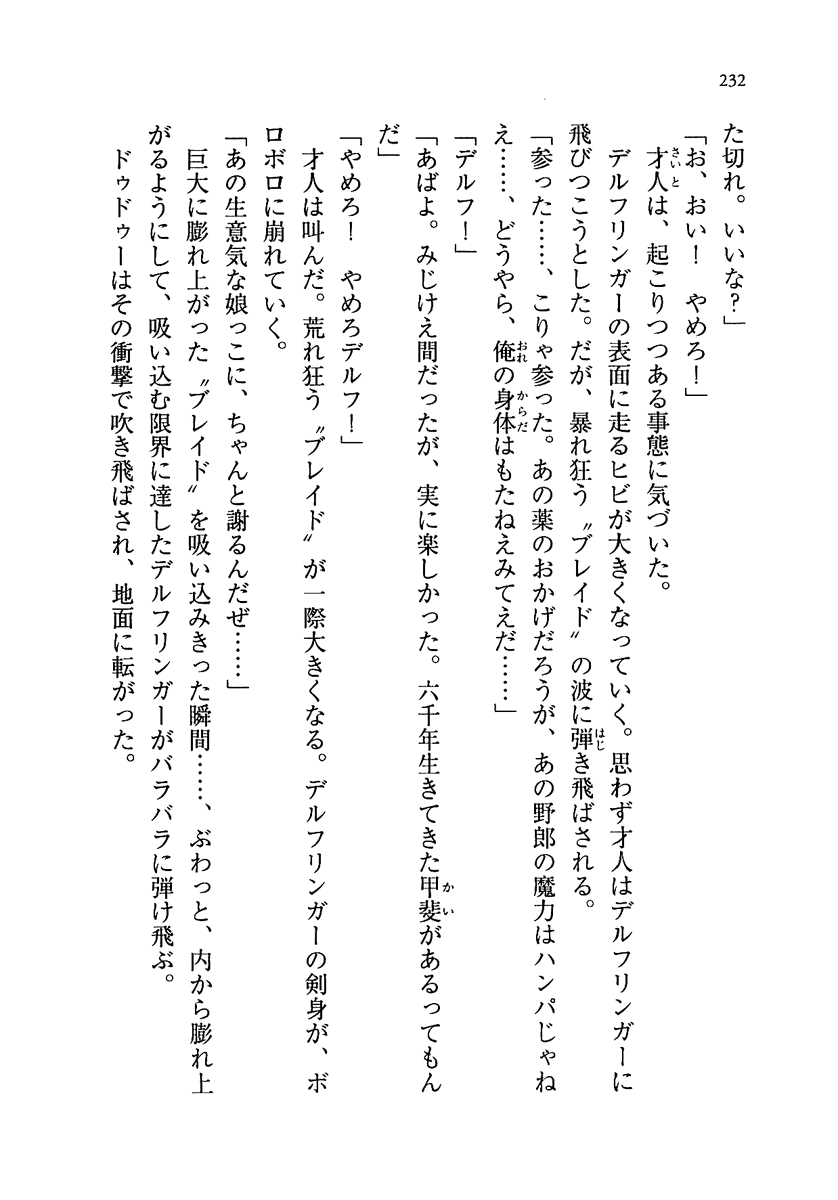 232
た切れ。いいな？」
「お、おい！　やめろ！」
才人は、起こりつつある事態に気づいた。
デルフリンガーの表面に走るヒビが大きくなっていく。思わず才人はデルフリンガーに
飛びつこうとした。だが、暴れ狂う〝ブレイド〟の波に弾き飛ばされる。
「参った……、こりゃ参った。あの薬のおかげだろうが、あの野郎の魔力はハンパじゃね
え……、どうやら、俺の身体はもたねえみてえだ……」
「デルフ！」
「あばよ。みじけえ間だったが、実に楽しかった。六千年生きてきた甲斐があるってもん
だ」
「やめろ！　やめろデルフ！」
才人は叫んだ。荒れ狂う〝ブレイド〟が一際大きくなる。デルフリンガーの剣身が、ボ
ロボロに崩れていく。
「あの生意気な娘っこに、ちゃんと謝るんだぜ……」
巨大に膨れ上がった〝ブレイド〟を吸い込みきった瞬間……、ぶわっと、内から膨れ上
がるようにして、吸い込む限界に達したデルフリンガーがバラバラに弾け飛ぶ。
ドゥドゥーはその衝撃で吹き飛ばされ、地面に転がった。